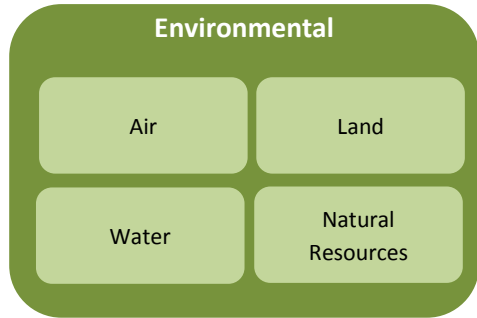 Environmental
Air
Land
Water
Natural
Resources